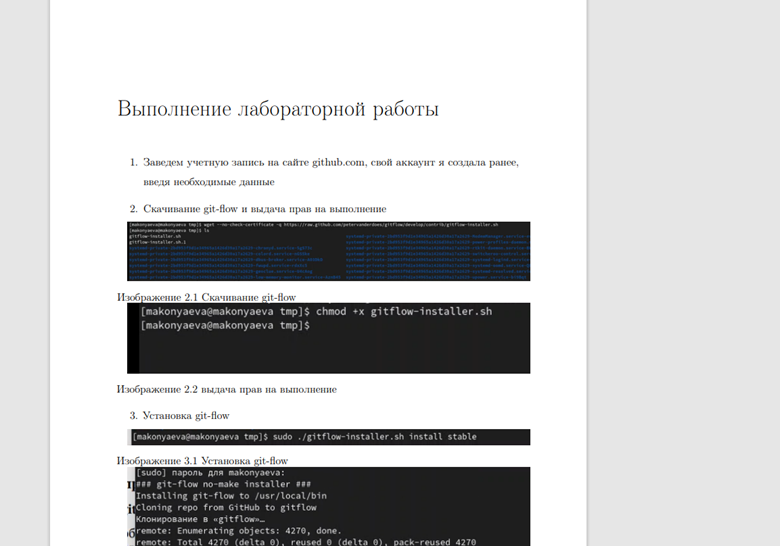 Выполнение лабораторной работы
1. Заведем учетную запись на сайте github.com, свой аккаунт я создала ранее,
введя необходимые данные
2. Скачивание git-flow и выдача прав на выполнение
[makonyaeva@makonyaeva tmp]$ wget --no-check-certificate -q https://raw.github.com/petervanderdoes/gitflow/develop/contrib/gitflow-installer.sh
[makonyaeva@makonyaeva tmp]$ ls
gitflow-installer.sh
gitflow-installer.sh.1
Изображение 2.1 Скачивание git-flow
[makonyaeva@makonyaeva tmp]$ chmod +x gitflow-installer.sh
[makonyaeva@makonyaeva tmp]$
Изображение 2.2 выдача прав на выполнение
3. Установка git-flow
[makonyaeva@makonyaeva tmp]$ sudo ./gitflow-installer.sh install stable
Изображение 3.1 Установка git-flow
[sudo] пароль для makonyaeva:
### git-flow no-make installer ###
Installing git-flow to /usr/local/bin
Cloning repo from GitHub to gitflow
Клонирование в «gitflow»…
remote: Enumerating objects: 4270, done.
remote: Total 4270 (delta 0), reused 0 (delta 0), pack-reused 4270